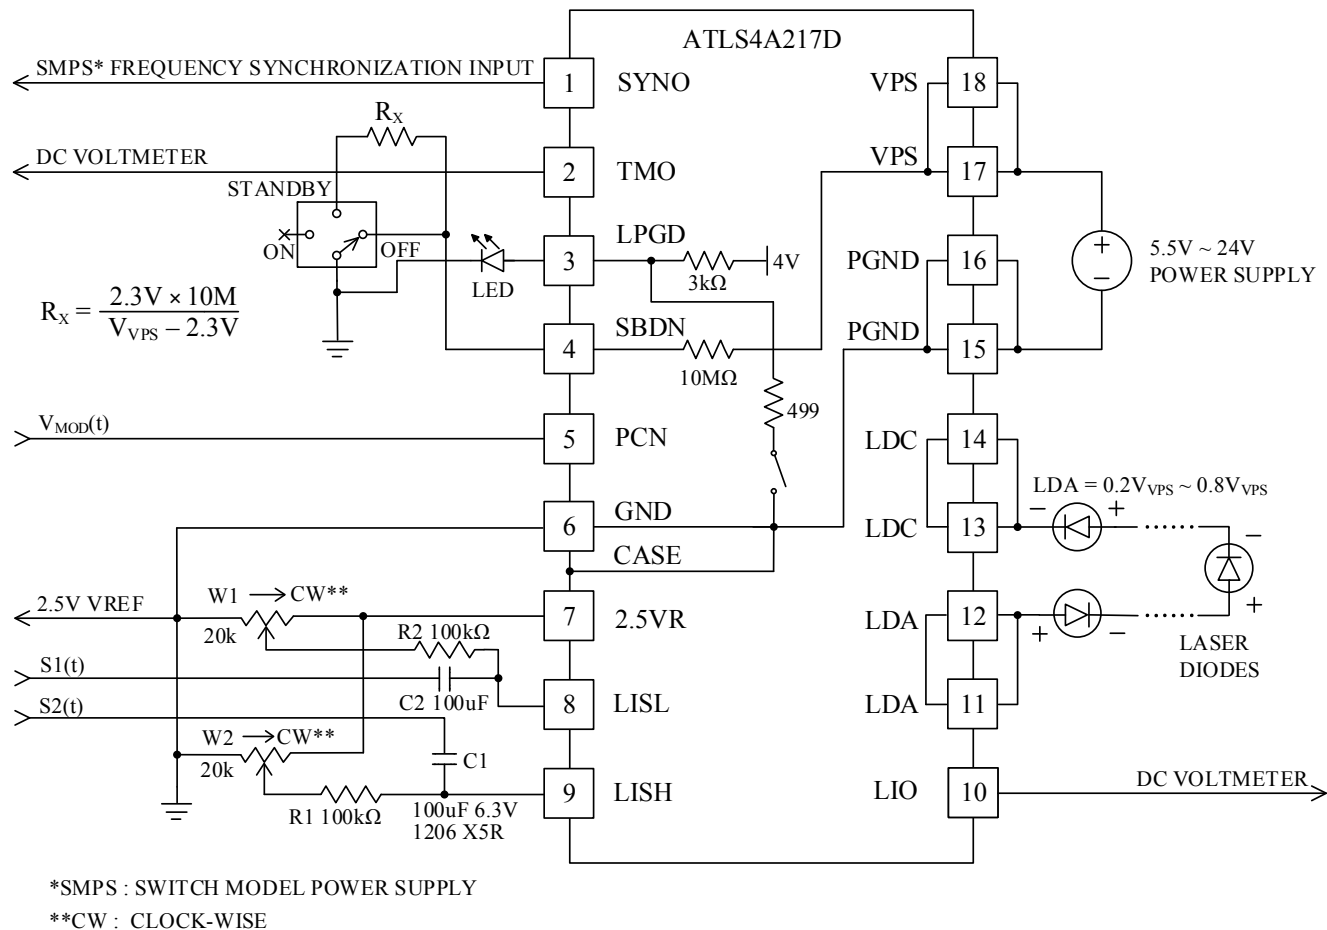 ATLS4A217D
SMPS* FREQUENCY SYNCHRONIZATION INPUT
1
SYNO
VPS
18
RX
DC VOLTMETER
2
TMO
VPS
17
STANDBY
ON
OFF
LED
3
LPGD
3kΩ
4V
PGND
16
5.5V ~ 24V
POWER SUPPLY
+
−
RX = 2.3V × 10M
VVPS − 2.3V
4
SBDN
10MΩ
PGND
15
499
VMOD(t)
5
PCN
LDC
14
LDA = 0.2VVPS ~ 0.8VVPS
6
GND
LDC
13
− +
−
+
CASE
2.5V VREF
W1 CW**
20k
7
2.5VR
LDA
12
+ −
LASER
DIODES
R2 100kΩ
S1(t)
C2 100uF
8
LISL
LDA
11
S2(t)
W2 CW**
20k
C1
R1 100kΩ
100uF 6.3V
1206 X5R
9
LISH
LIO
10
DC VOLTMETER
*SMPS : SWITCH MODEL POWER SUPPLY
**CW : CLOCK-WISE